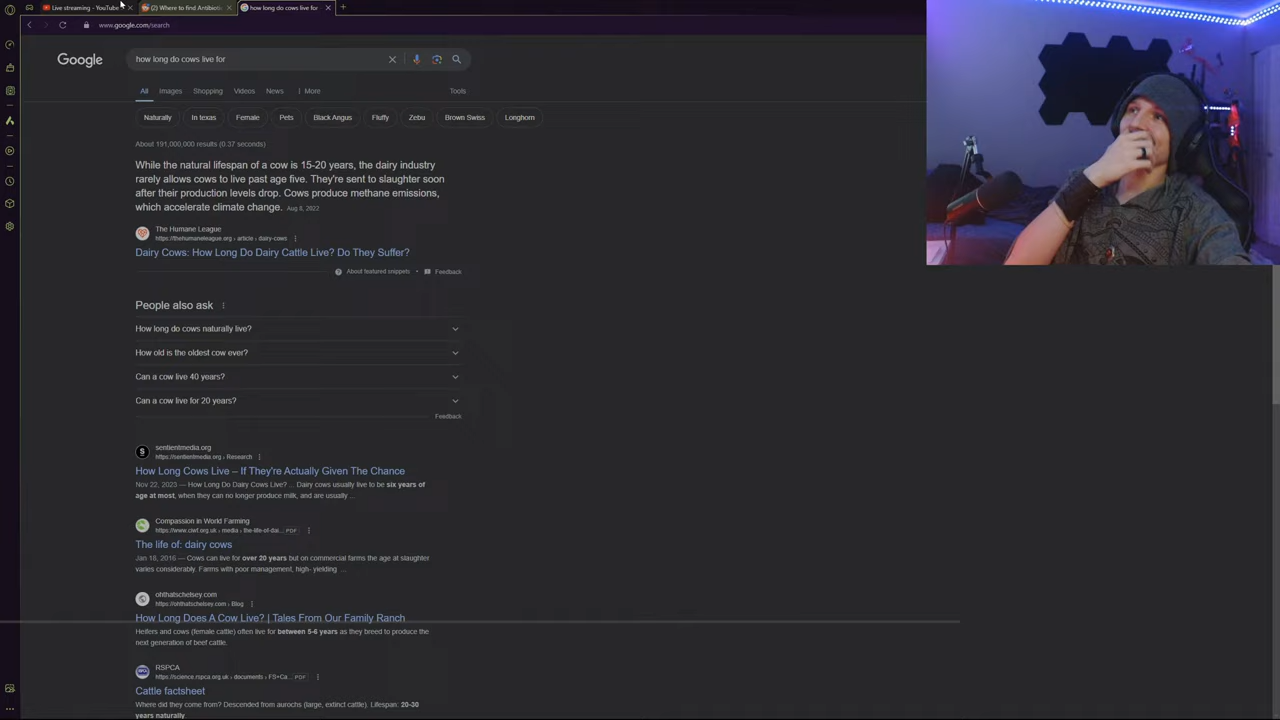 Live streaming - YouTube
(2) Where to find Antibiotic
how long do cows live for
www.google.com/search
Google
how long do cows live for
All
Images
Shopping
Videos
News
More
Tools
Naturally
In texas
Female
Pets
Black Angus
Fluffy
Zebu
Brown Swiss
Longhorn
About 191,000,000 results (0.37 seconds)
While the natural lifespan of a cow is 15-20 years, the dairy industry
rarely allows cows to live past age five. They're sent to slaughter soon
after their production levels drop. Cows produce methane emissions,
which accelerate climate change. Aug 8, 2022
The Humane League
https://thehumaneleague.org › article › dairy-cows
Dairy Cows: How Long Do Dairy Cattle Live? Do They Suffer?
About featured snippets • Feedback
People also ask
How long do cows naturally live?
How old is the oldest cow ever?
Can a cow live 40 years?
Can a cow live for 20 years?
Feedback
sentientmedia.org
https://sentientmedia.org › Research
How Long Cows Live – If They're Actually Given The Chance
Nov 22, 2023 — How Long Do Dairy Cows Live?... Dairy cows usually live to be six years of
age at most, when they can no longer produce milk, and are usually ...
Compassion in World Farming
https://www.ciwf.org.uk › media › the-life-of-dai... PDF
The life of: dairy cows
Jan 18, 2016 — Cows can live for over 20 years but on commercial farms the age at slaughter
varies considerably. Farms with poor management, high- yielding ...
ohthatschelsey.com
https://ohthatschelsey.com › Blog
How Long Does A Cow Live? | Tales From Our Family Ranch
Heifers and cows (female cattle) often live for between 5-6 years as they breed to produce the
next generation of beef cattle.
RSPCA
https://science.rspca.org.uk › documents › FS+Ca... PDF
Cattle factsheet
Where did they come from? Descended from aurochs (large, extinct cattle). Lifespan: 20-30
years naturally